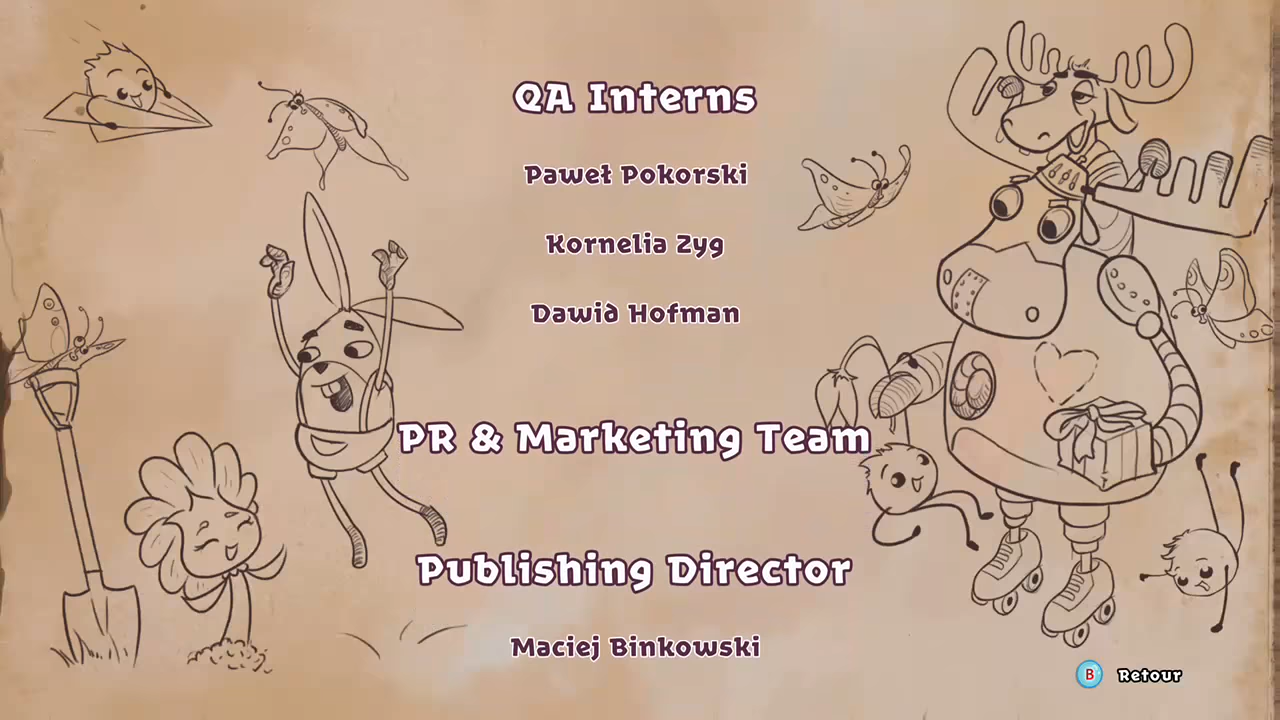 QA Interns
Paweł Pokorski
Kornelia Zyg
Dawid Hofman
PR & Marketing Team
Publishing Director
Maciej Binkowski
B Retour